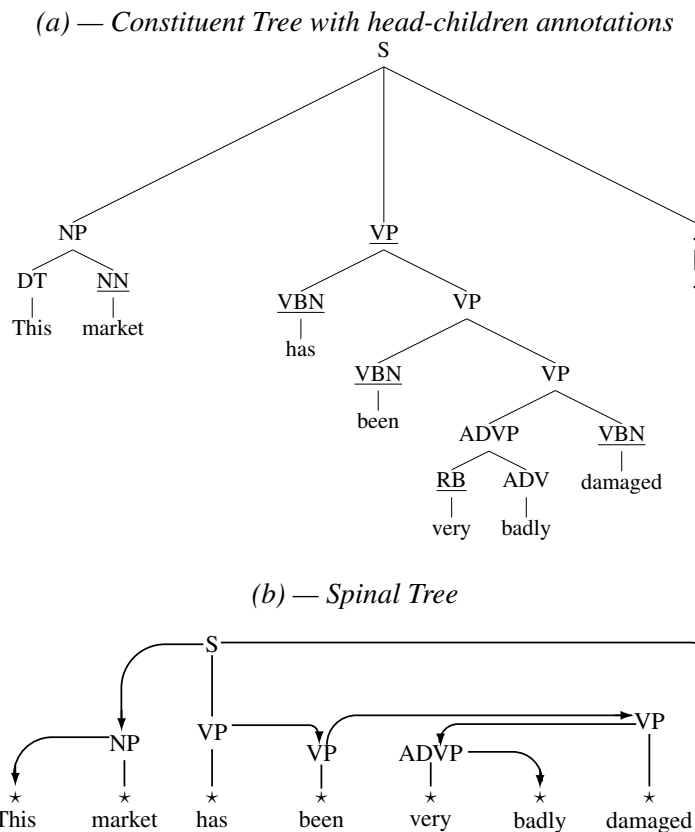 (a) — Constituent Tree with head-children annotations
S
NP VP .
DT NN VBN VP
This market has VBN VP
been ADVP VBN
RB ADV damaged
very badly
(b) — Spinal Tree
S
NP VP VP ADVP VP
⋆ ⋆ ⋆ ⋆ ⋆ ⋆ ⋆
This market has been very badly damaged